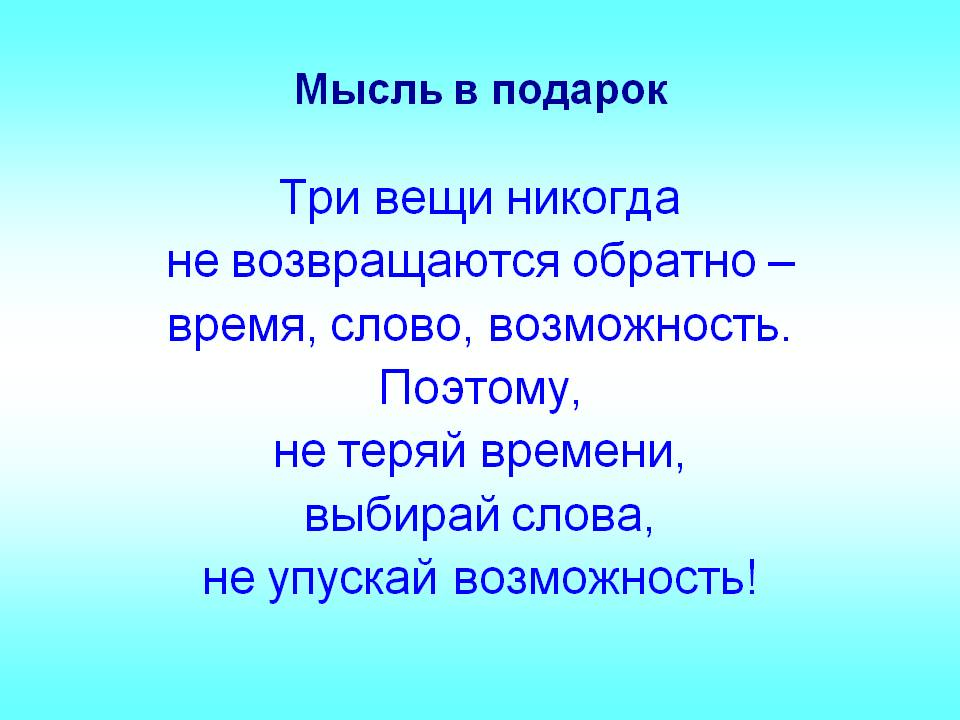 Мысль в подарок
Три вещи никогда
не возвращаются обратно –
время, слово, возможность.
Поэтому,
не теряй времени,
выбирай слова,
не упускай возможность!